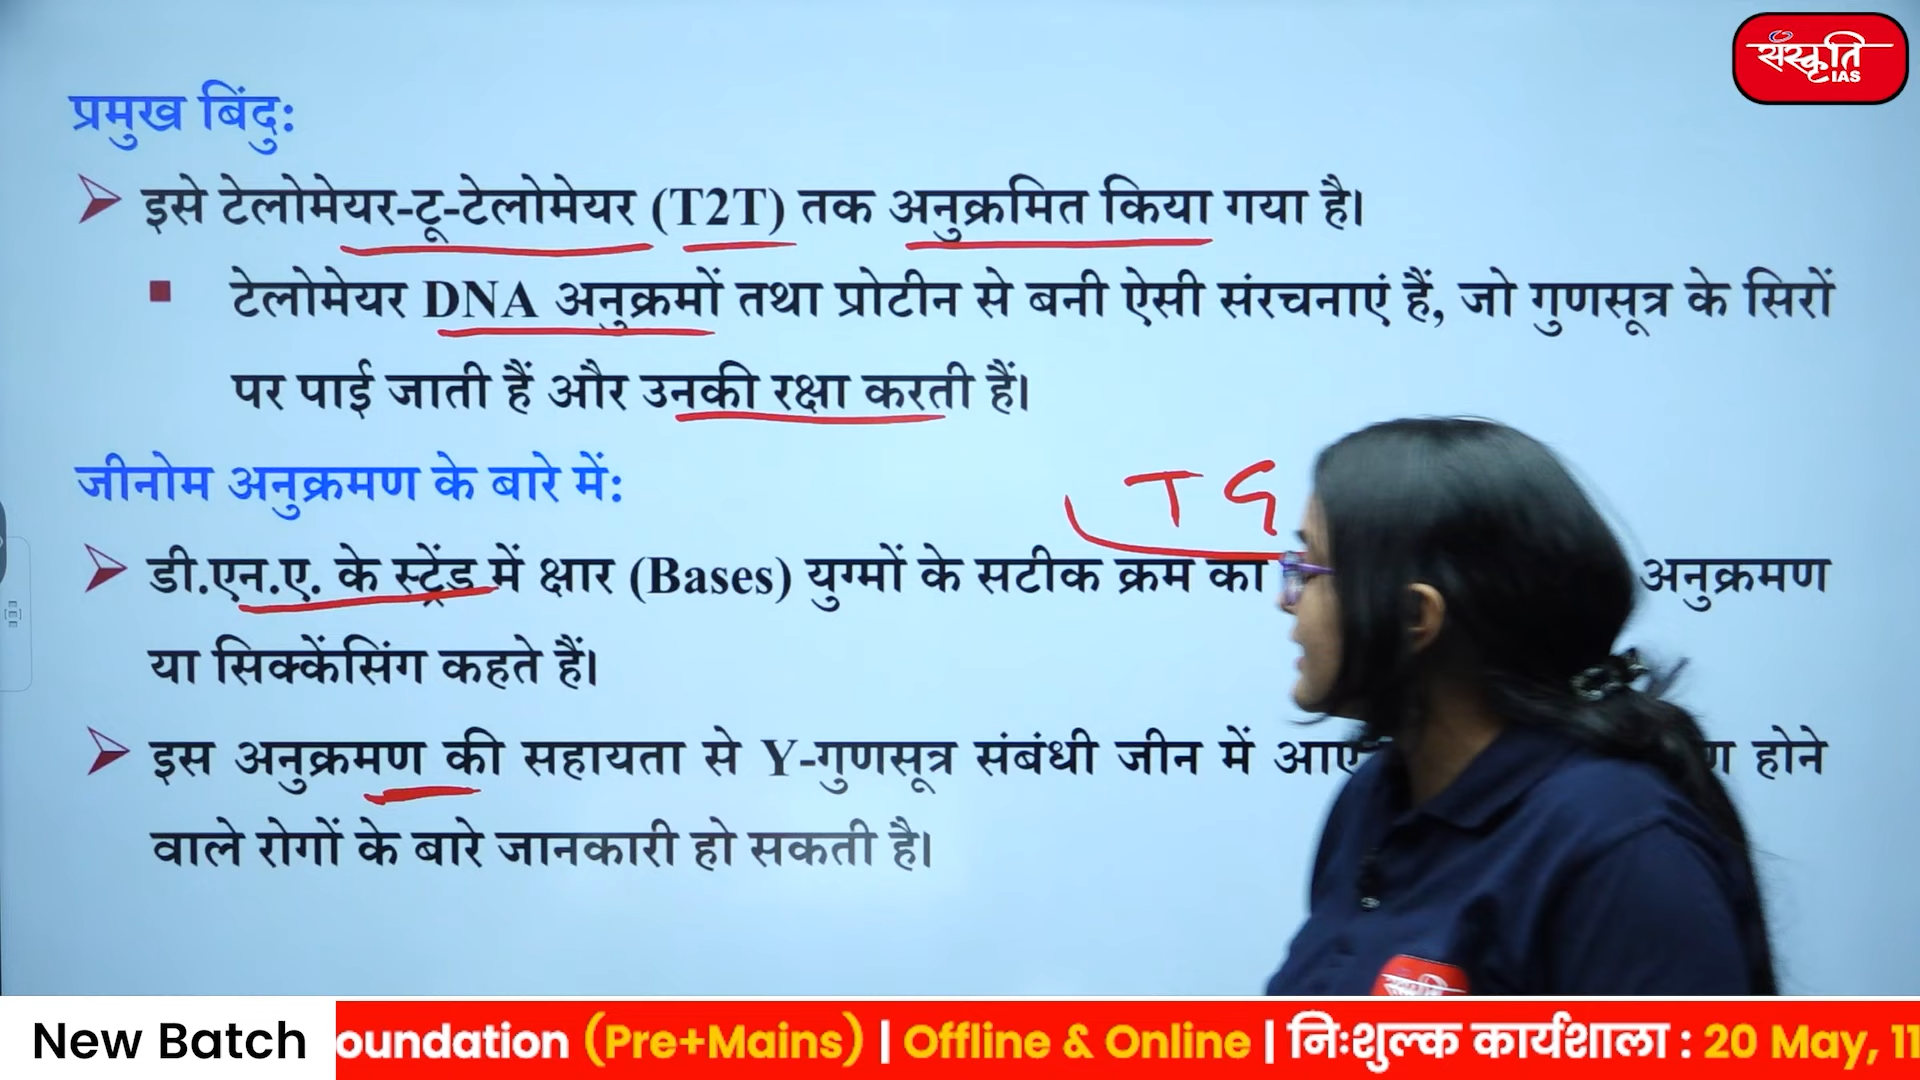 संस्कृति
IAS
प्रमुख बिंदु:
इसे टेलोमेयर-टू-टेलोमेयर (T2T) तक अनुक्रमित किया गया है।
टेलोमेयर DNA अनुक्रमों तथा प्रोटीन से बनी ऐसी संरचनाएं हैं, जो गुणसूत्र के सिरों
पर पाई जाती हैं और उनकी रक्षा करती हैं।
जीनोम अनुक्रमण के बारे में:
T G
डी.एन.ए. के स्ट्रेंड में क्षार (Bases) युग्मों के सटीक क्रम का अनुक्रमण
या सिक्केंसिंग कहते हैं।
इस अनुक्रमण की सहायता से Y-गुणसूत्र संबंधी जीन में होने
वाले रोगों के बारे जानकारी हो सकती है।
New Batch oundation (Pre+Mains) | Offline & Online | निःशुल्क कार्यशाला : 20 May, 11